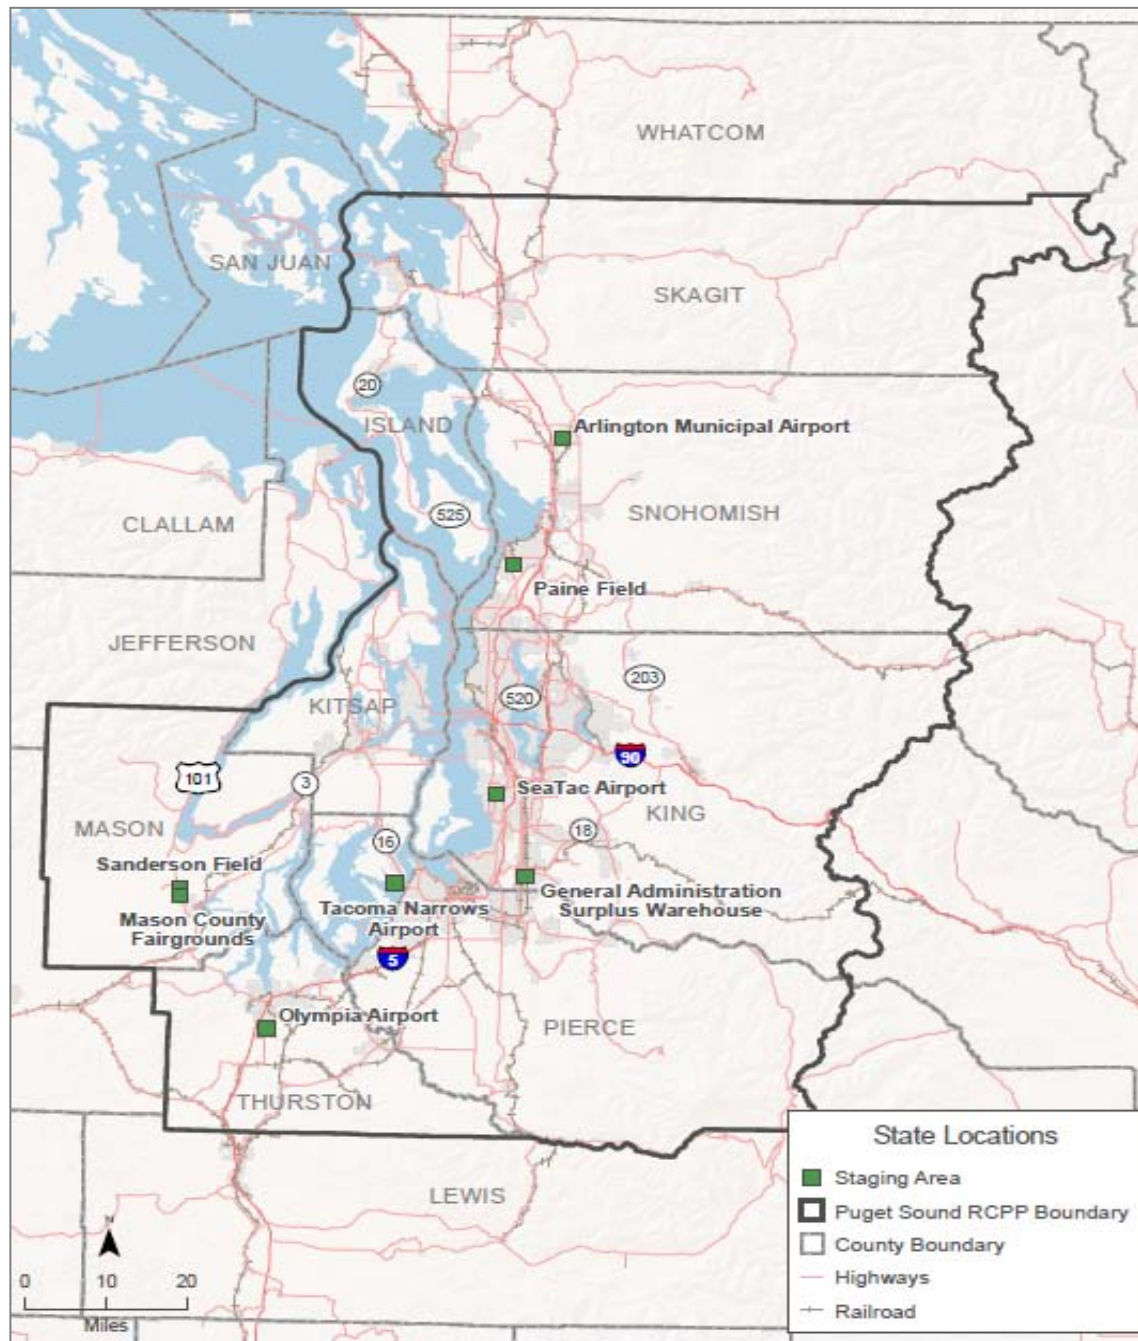 WHATCOM
SAN JUAN
SKAGIT
20
ISLAND
Arlington Municipal Airport
525
SNOHOMISH
CLALLAM
Paine Field
JEFFERSON
203
520
KITSAP
90
101
3
SeaTac Airport
KING
MASON
16
18
Sanderson Field
General Administration
Surplus Warehouse
Mason County
Fairgrounds
Tacoma Narrows
Airport
5
Olympia Airport
PIERCE
THURSTON
LEWIS
State Locations
Staging Area
Puget Sound RCPP Boundary
County Boundary
Highways
Railroad
N
0 10 20
Miles